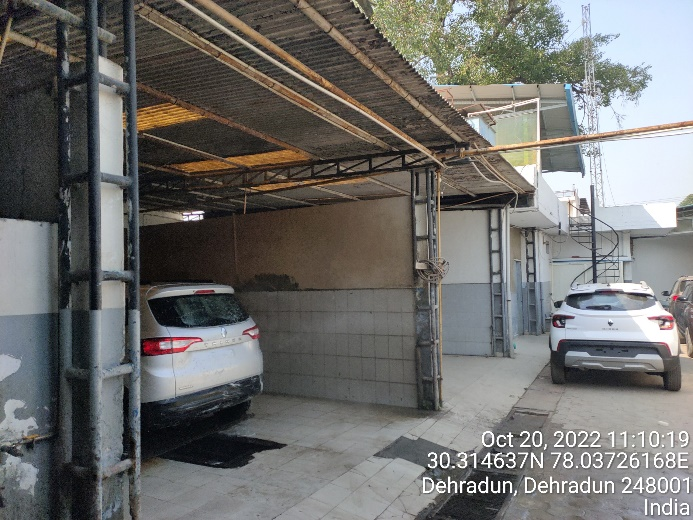 Oct 20, 2022 11:10:19
30.314637N 78.03726168E
Dehradun, Dehradun 248001
India